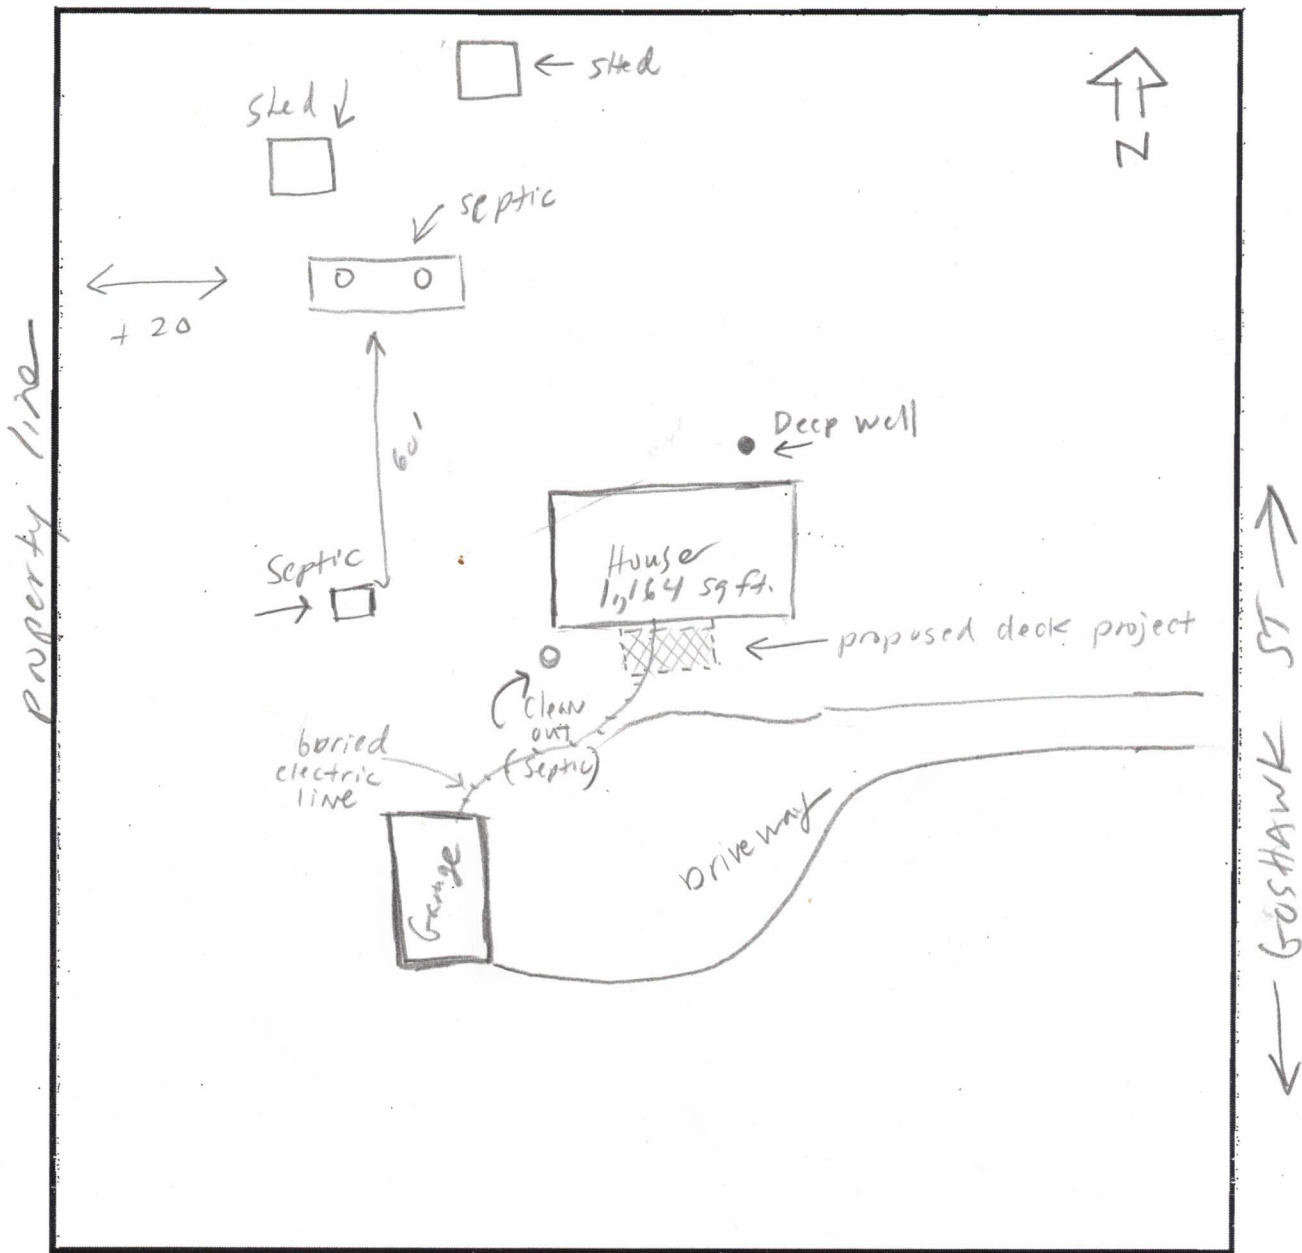 shed
shed
N
septic
+ 20
property line
60'
Deep well
Septic
House
1,164 sq ft.
proposed deck project
Clean
out
(Septic)
buried
electric
line
Garage
Driveway
GOSHAWK ST